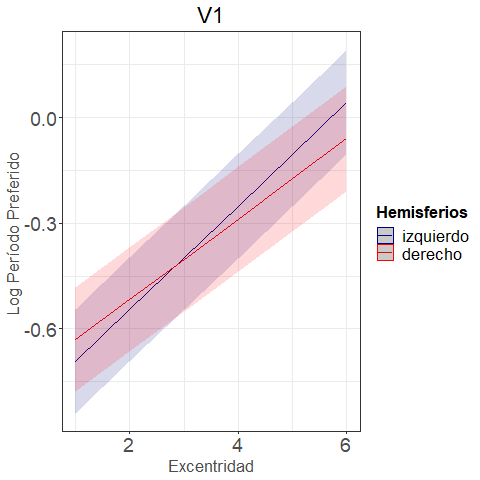 V1
Log Período Preferido
0.0
-0.3
-0.6
2 4 6
Excentridad
Hemisferios
izquierdo
derecho